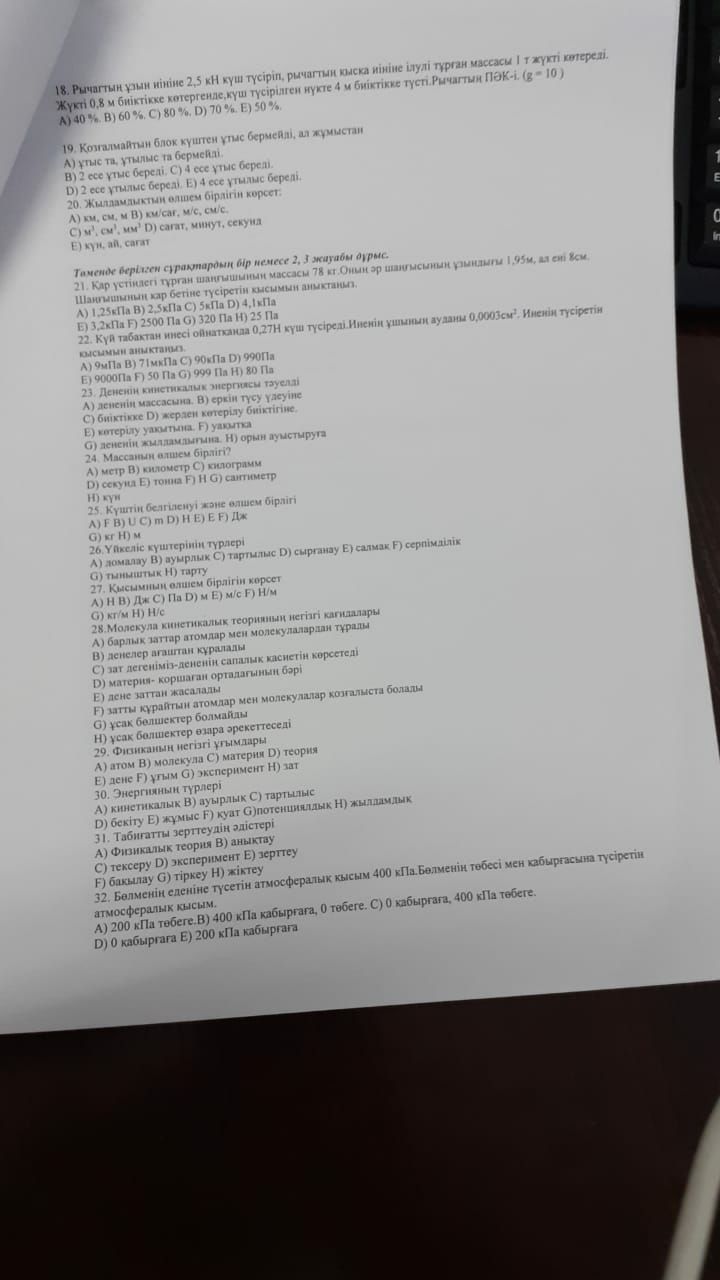 18. Рычагтың ұзын иініне 2,5 кН күш түсіріп, рычагтың қысқа иініне ілулі тұрған массасы 1 т жүкті көтереді.
Жүкті 0,8 м биіктікке көтергенде,күш түсірілген нүкте 4 м биіктікке түсті.Рычагтың ПӘК-і. (g = 10 )
А) 40 %. В) 60 %. С) 80 %. D) 70 %. Е) 50 %.
19. Қозғалмайтын блок күштен ұтыс бермейді, ал жұмыстан
А) ұтыс та, ұтылыс та бермейді.
В) 2 есе ұтыс береді. С) 4 есе ұтыс береді.
D) 2 есе ұтылыс береді. Е) 4 есе ұтылыс береді.
20. Жылдамдықтың өлшем бірлігін көрсет:
А) км, см, м В) км/сағ, м/с, см/с.
С) м³, см³, мм³ D) сағат, минут, секунд
Е) күн, ай, сағат
Төменде берілген сұрақтардың бір немесе 2, 3 жауабы дұрыс.
21. Қар үстіндегі тұрған шаңғышының массасы 78 кг.Оның әр шаңғысының ұзындығы 1,95м, ал ені 8см.
Шаңғышының қар бетіне түсіретін қысымын анықтаңыз.
А) 1,25кПа В) 2,5кПа С) 5кПа D) 4,1кПа
Е) 3,2кПа F) 2500 Па G) 320 Па Н) 25 Па
22. Күй табақтан инесі ойнатқанда 0,27Н күш түсіреді.Иненің ұшының ауданы 0,0003см². Иненің түсіретін
қысымын анықтаңыз.
А) 9мПа В) 71мкПа С) 90кПа D) 990Па
Е) 9000Па F) 50 Па G) 999 Па Н) 80 Па
23. Дененің кинетикалық энергиясы тәуелді
А) дененің массасына. В) еркін түсу үдеуіне
С) биіктікке D) жерден көтерілу биіктігіне.
Е) көтерілу уақытына. F) уақытқа
G) дененің жылдамдығына. Н) орын ауыстыруға
24. Массаның өлшем бірлігі?
А) метр В) километр С) килограмм
D) секунд Е) тонна F) Н G) сантиметр
Н) күн
25. Күштің белгіленуі және өлшем бірлігі
А) F В) U С) m D) Н Е) Е F) Дж
G) кг Н) м
26.Үйкеліс күштерінің түрлері
А) домалау В) ауырлық С) тартылыс D) сырғанау Е) салмақ F) серпімділік
G) тыныштық Н) тарту
27. Қысымның өлшем бірлігін көрсет
А) Н В) Дж С) Па D) м Е) м/с F) Н/м
G) кг/м Н) Н/с
28.Молекула кинетикалық теорияның негізгі қағидалары
А) барлық заттар атомдар мен молекулалардан тұрады
В) денелер ағаштан құралады
С) зат дегеніміз-дененің сапалық қасиетін көрсетеді
D) материя- қоршаған ортадағының бәрі
Е) дене заттан жасалады
F) затты құрайтын атомдар мен молекулалар қозғалыста болады
G) ұсақ бөлшектер болмайды
Н) ұсақ бөлшектер өзара әрекеттеседі
29. Физиканың негізгі ұғымдары
А) атом В) молекула С) материя D) теория
Е) дене F) ұғым G) эксперимент Н) зат
30. Энергияның түрлері
А) кинетикалық В) ауырлық С) тартылыс
D) бекіту Е) жұмыс F) қуат G)потенциялдық Н) жылдамдық
31. Табиғатты зерттеудің әдістері
А) Физикалық теория В) анықтау
С) тексеру D) эксперимент Е) зерттеу
F) бақылау G) тіркеу Н) жіктеу
32. Бөлменің еденіне түсетін атмосфералық қысым 400 кПа.Бөлменің төбесі мен қабырғасына түсіретін
атмосфералық қысым.
А) 200 кПа төбеге.В) 400 кПа қабырғаға, 0 төбеге. С) 0 қабырғаға, 400 кПа төбеге.
D) 0 қабырғаға Е) 200 кПа қабырғаға